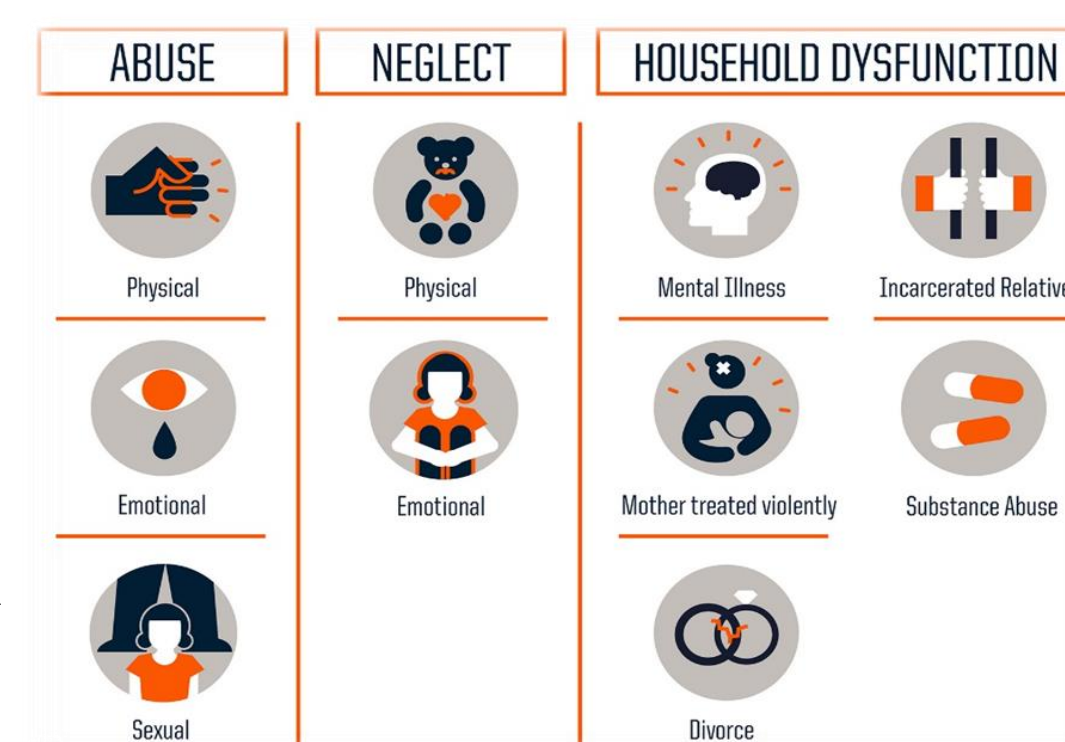 ABUSE
NEGLECT
HOUSEHOLD DYSFUNCTION
Physical
Physical
Mental Illness
Incarcerated Relative
Emotional
Emotional
Mother treated violently
Substance Abuse
Sexual
Divorce